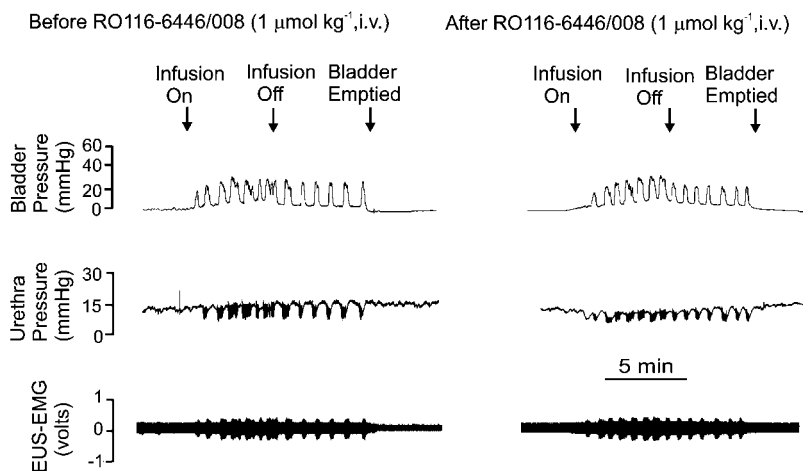 Before RO116-6446/008 (1 μmol kg-1,i.v.)
After RO116-6446/008 (1 μmol kg-1,i.v.)
Infusion
On
Infusion
Off
Bladder
Emptied
Infusion
On
Infusion
Off
Bladder
Emptied
Bladder
Pressure
(mmHg)
60
40
20
0
Urethra
Pressure
(mmHg)
30
15
0
5 min
EUS-EMG
(volts)
1
0
-1